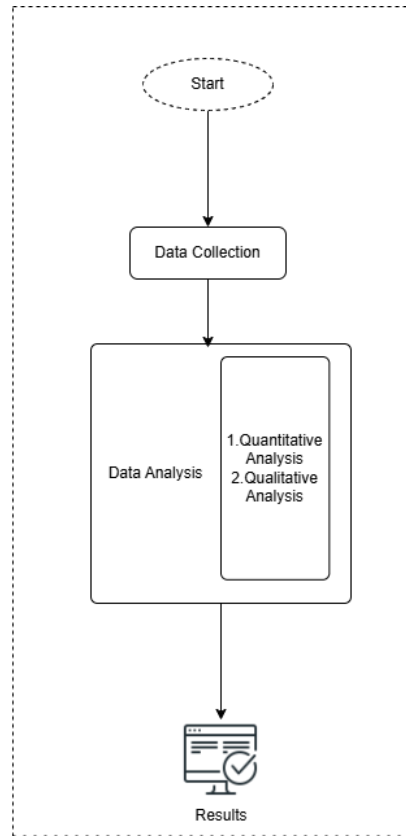 Start
Data Collection
Data Analysis
1.Quantitative
Analysis
2.Qualitative
Analysis
Results